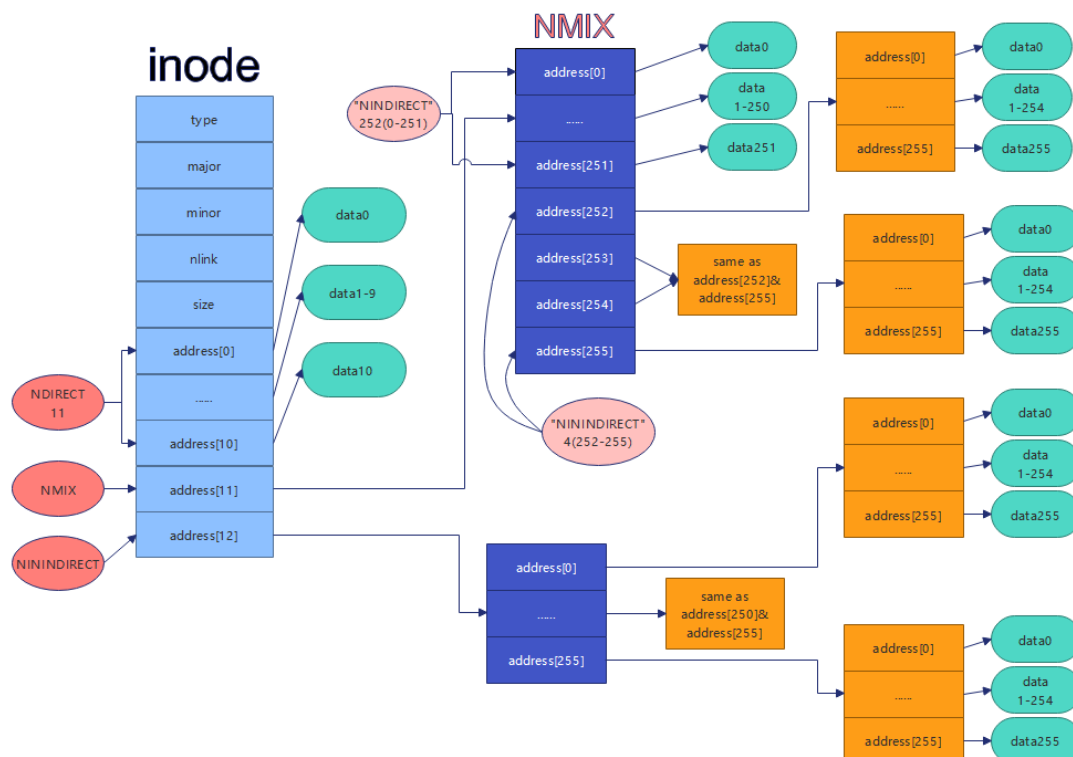 inode
type
major
minor
nlink
size
address[0]
......
address[10]
address[11]
address[12]
NDIRECT
11
NMIX
NININDIRECT
data0
data1-9
data10
NMIX
"NINDIRECT"
252(0-251)
address[0]
......
address[251]
address[252]
address[253]
address[254]
address[255]
"NININDIRECT"
4(252-255)
data0
data
1-250
data251
same as
address[252]&
address[255]
address[0]
......
address[255]
data0
data
1-254
data255
address[0]
......
address[255]
data0
data
1-254
data255
address[0]
......
address[255]
same as
address[250]&
address[255]
address[0]
......
address[255]
data0
data
1-254
data255
address[0]
......
address[255]
data0
data
1-254
data255